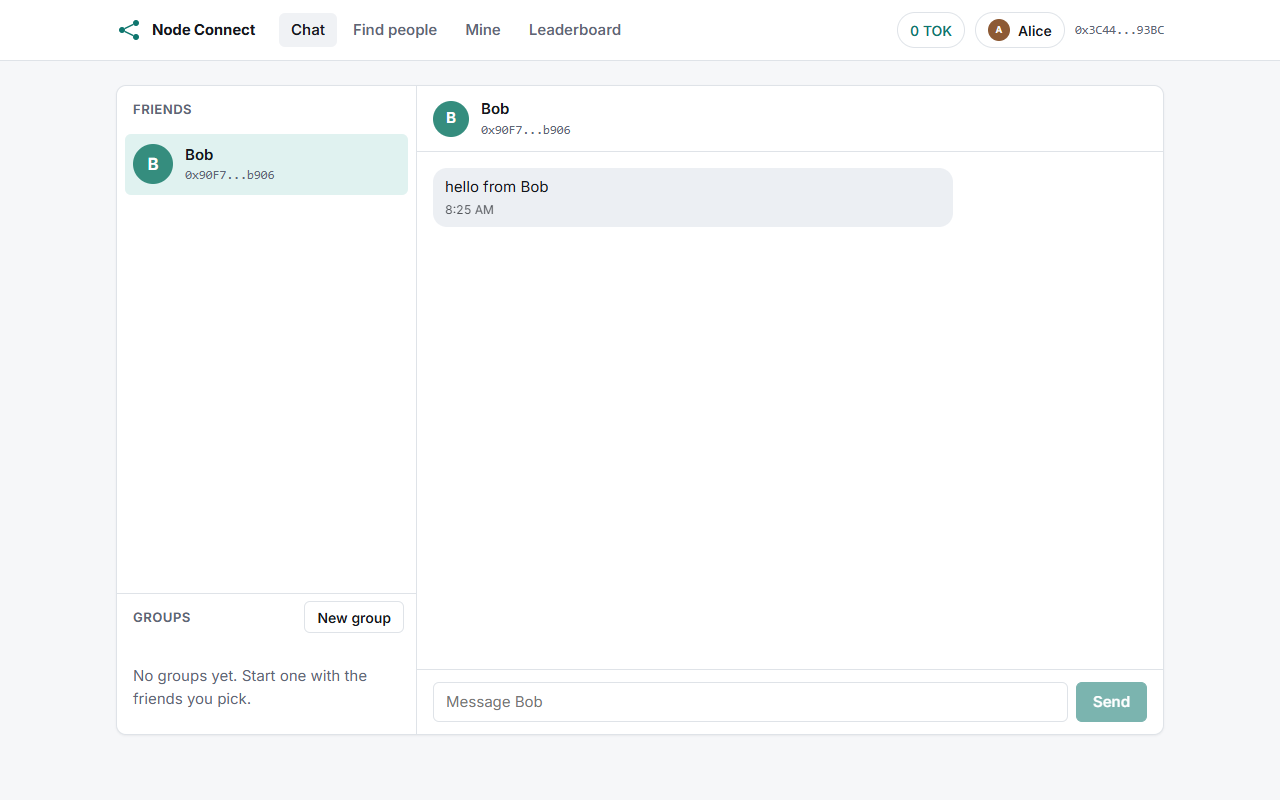 Node Connect
Chat
Find people
Mine
Leaderboard
0 TOK
A
Alice
0x3C44...93BC
FRIENDS
B
Bob
0x90F7...b906
GROUPS
New group
No groups yet. Start one with the
friends you pick.
B
Bob
0x90F7...b906
hello from Bob
8:25 AM
Message Bob
Send